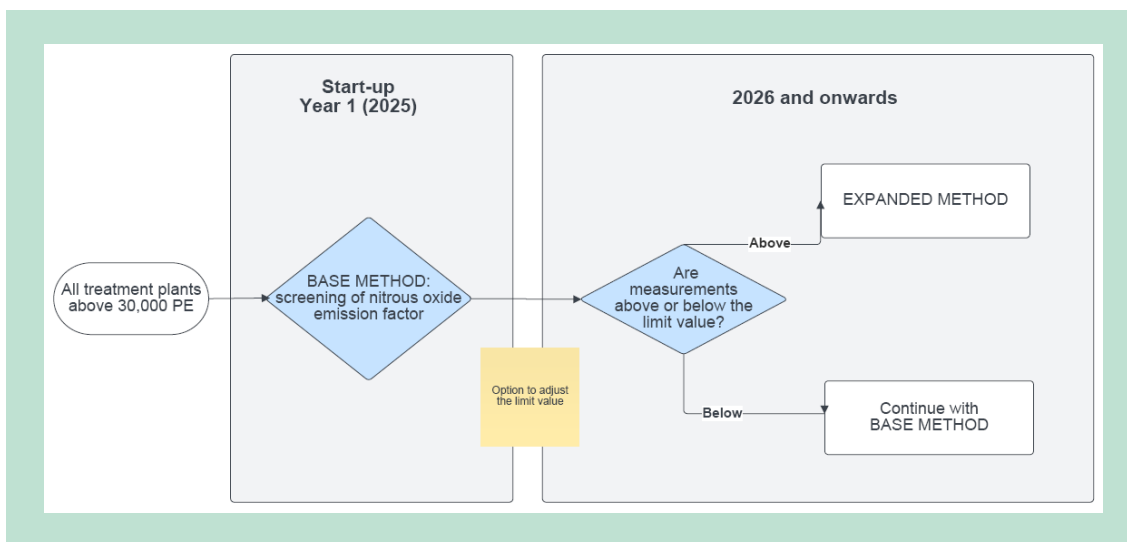 Start-up
Year 1 (2025)
2026 and onwards
EXPANDED METHOD
Above
All treatment plants
above 30,000 PE
BASE METHOD:
screening of nitrous oxide
emission factor
Are
measurements
above or below the
limit value?
Option to adjust
the limit value
Below
Continue with
BASE METHOD